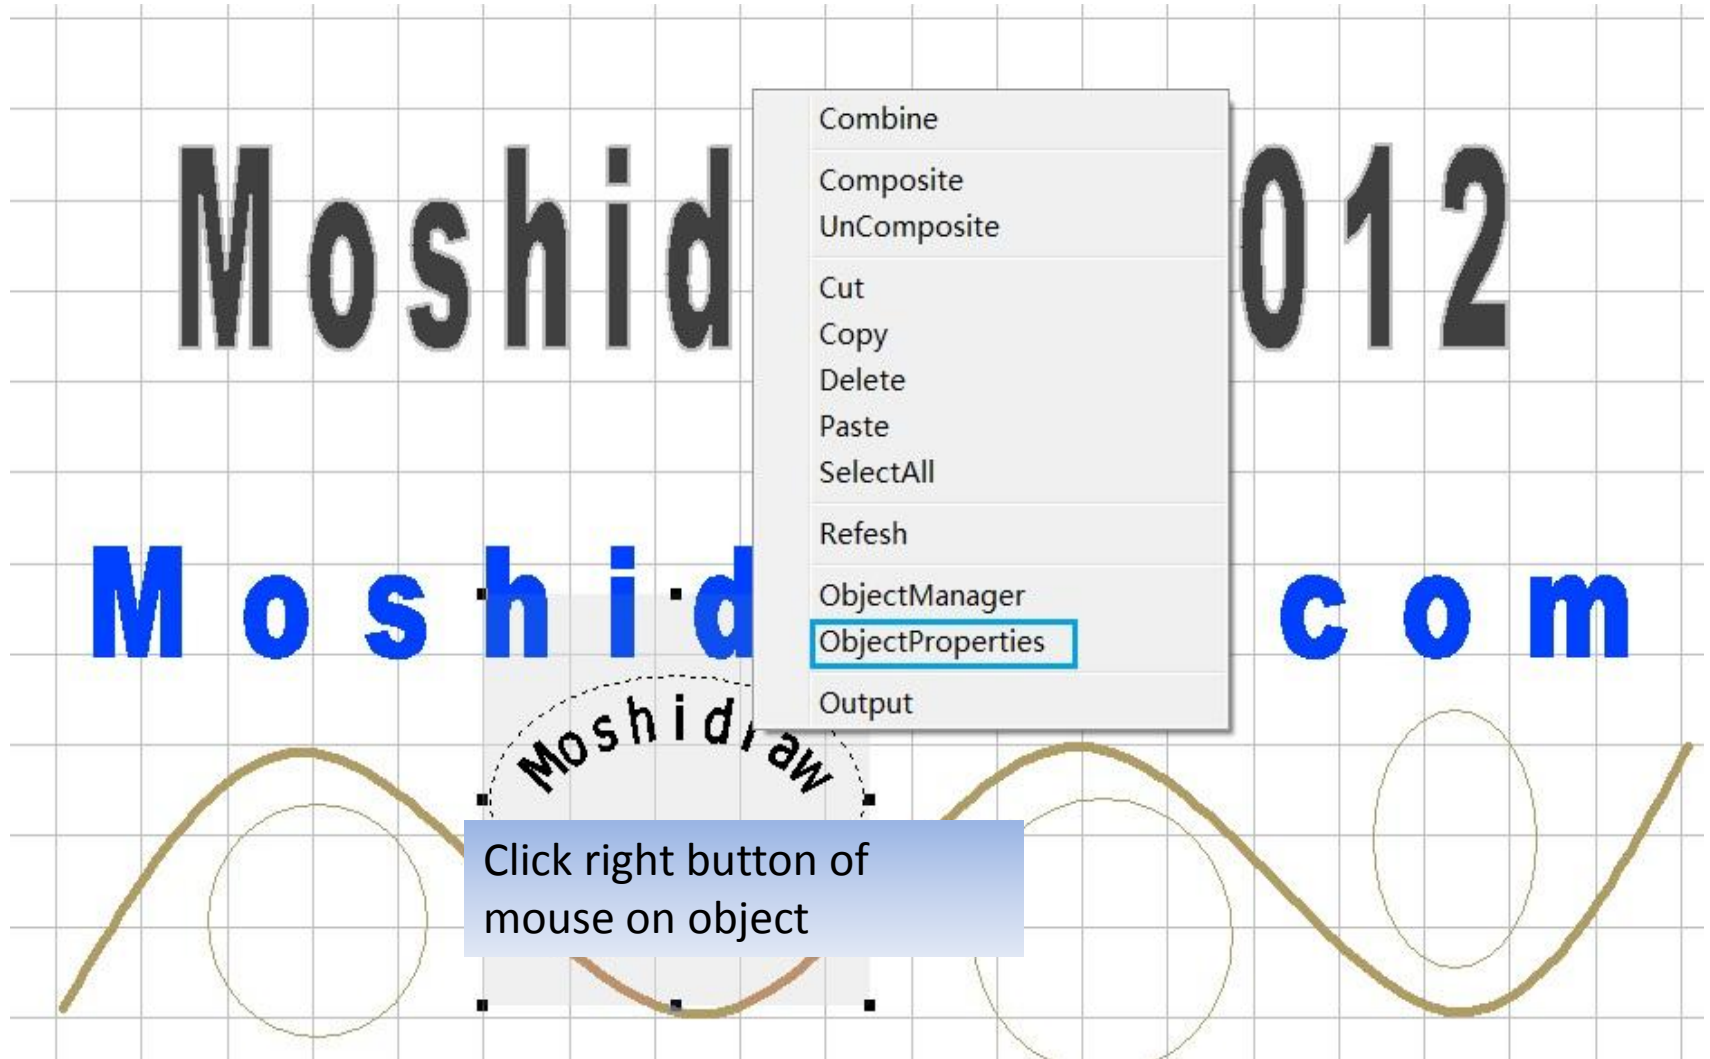 Combine
Composite
UnComposite
Cut
Copy
Delete
Paste
SelectAll
Refesh
ObjectManager
ObjectProperties
Output
Moshid 012
Moshid com
Moshidraw
Click right button of
mouse on object